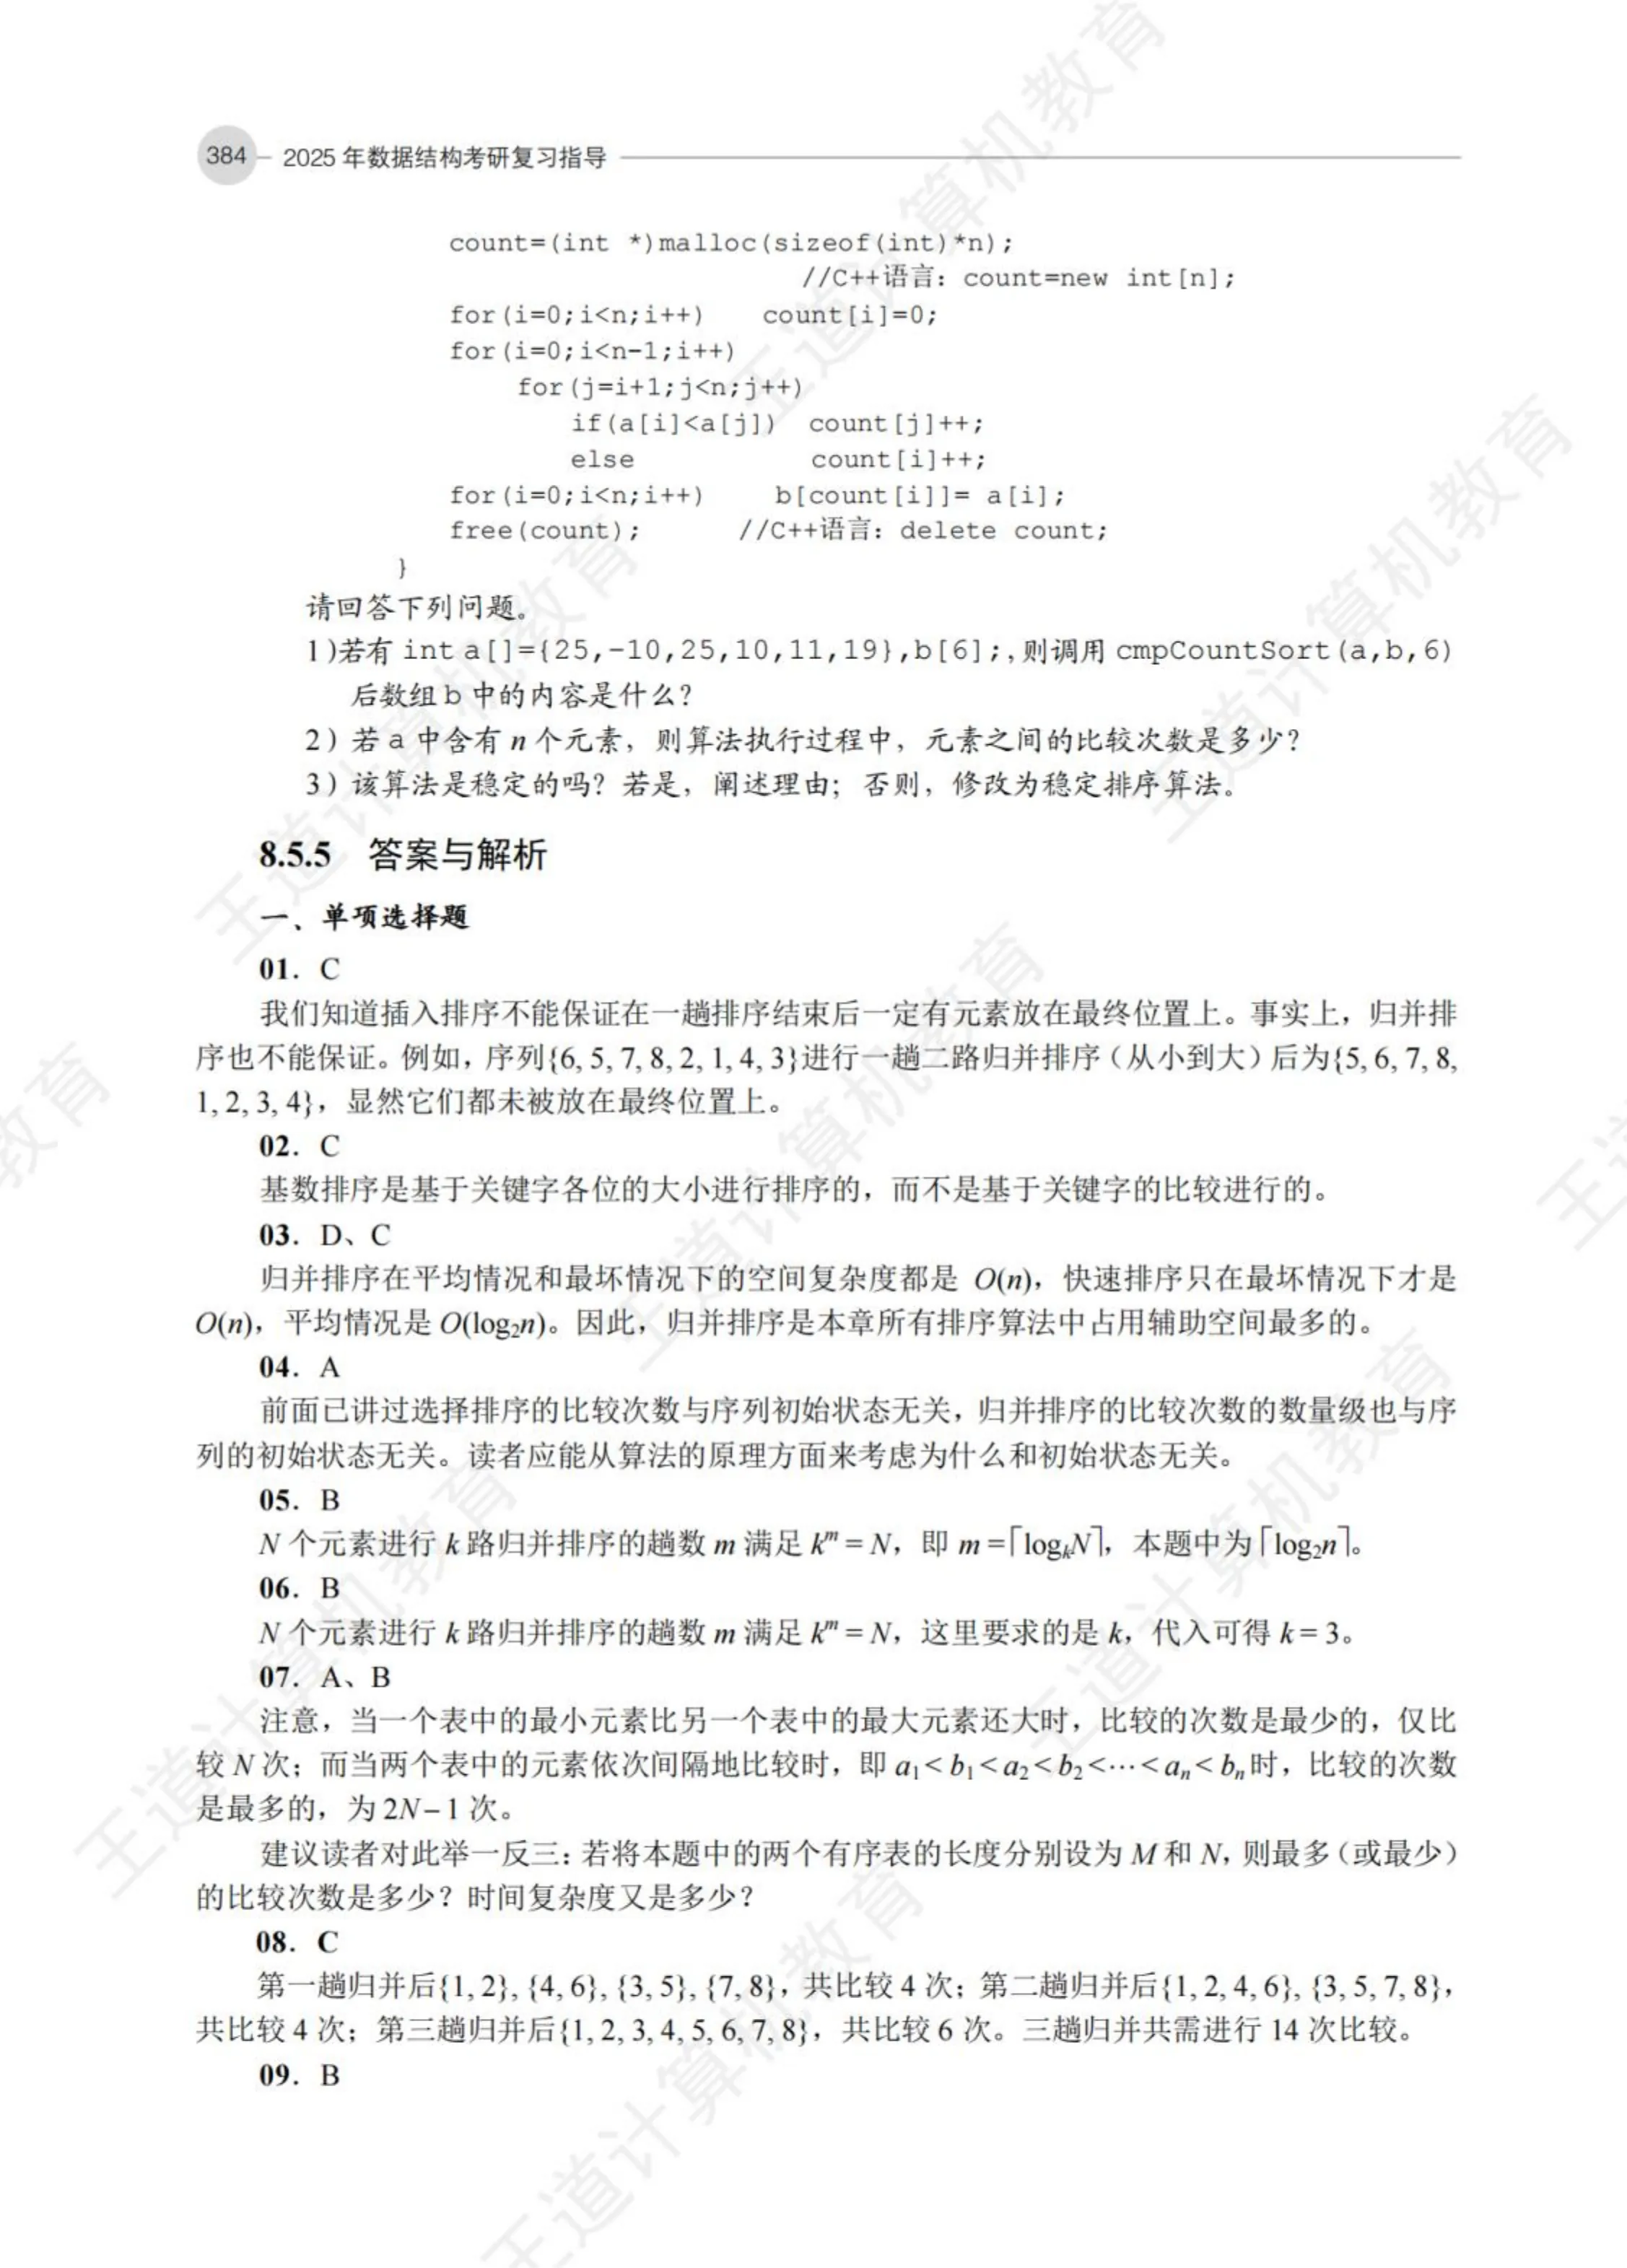 384 2025 年数据结构考研复习指导
count=(int *)malloc(sizeof(int)*n);
//C++语言：count=new int[n];
for(i=0;i<n;i++) count[i]=0;
for(i=0;i<n-1;i++)
for(j=i+1;j<n;j++)
if(a[i]<a[j]) count[j]++;
else count[i]++;
for(i=0;i<n;i++) b[count[i]]= a[i];
free(count); //C++语言：delete count;
}
请回答下列问题。
1)若有 int a[]={25,-10,25,10,11,19},b[6];,则调用 cmpCountSort(a,b,6)
后数组 b 中的内容是什么？
2) 若 a 中含有 n 个元素，则算法执行过程中，元素之间的比较次数是多少？
3) 该算法是稳定的吗？若是，阐述理由；否则，修改为稳定排序算法。
8.5.5 答案与解析
一、单项选择题
01. C
我们知道插入排序不能保证在一趟排序结束后一定有元素放在最终位置上。事实上，归并排
序也不能保证。例如，序列{6, 5, 7, 8, 2, 1, 4, 3}进行一趟二路归并排序（从小到大）后为{5, 6, 7, 8,
1, 2, 3, 4}，显然它们都未被放在最终位置上。
02. C
基数排序是基于关键字各位的大小进行排序的，而不是基于关键字的比较进行的。
03. D、C
归并排序在平均情况和最坏情况下的空间复杂度都是 O(n)，快速排序只在最坏情况下才是
O(n)，平均情况是 O(log₂n)。因此，归并排序是本章所有排序算法中占用辅助空间最多的。
04. A
前面已讲过选择排序的比较次数与序列初始状态无关，归并排序的比较次数的数量级也与序
列的初始状态无关。读者应能从算法的原理方面来考虑为什么和初始状态无关。
05. B
N 个元素进行 k 路归并排序的趟数 m 满足 kᵐ = N，即 m =⌈logₖN⌉，本题中为⌈log₂n⌉。
06. B
N 个元素进行 k 路归并排序的趟数 m 满足 kᵐ = N，这里要求的是 k，代入可得 k = 3。
07. A、B
注意，当一个表中的最小元素比另一个表中的最大元素还大时，比较的次数是最少的，仅比
较 N 次；而当两个表中的元素依次间隔地比较时，即 a₁ < b₁ < a₂ < b₂ <⋯< aₙ < bₙ 时，比较的次数
是最多的，为 2N – 1 次。
建议读者对此举一反三：若将本题中的两个有序表的长度分别设为 M 和 N，则最多（或最少）
的比较次数是多少？时间复杂度又是多少？
08. C
第一趟归并后{1, 2}, {4, 6}, {3, 5}, {7, 8}，共比较 4 次；第二趟归并后{1, 2, 4, 6}, {3, 5, 7, 8}，
共比较 4 次；第三趟归并后{1, 2, 3, 4, 5, 6, 7, 8}，共比较 6 次。三趟归并共需进行 14 次比较。
09. B
王道计算机教育